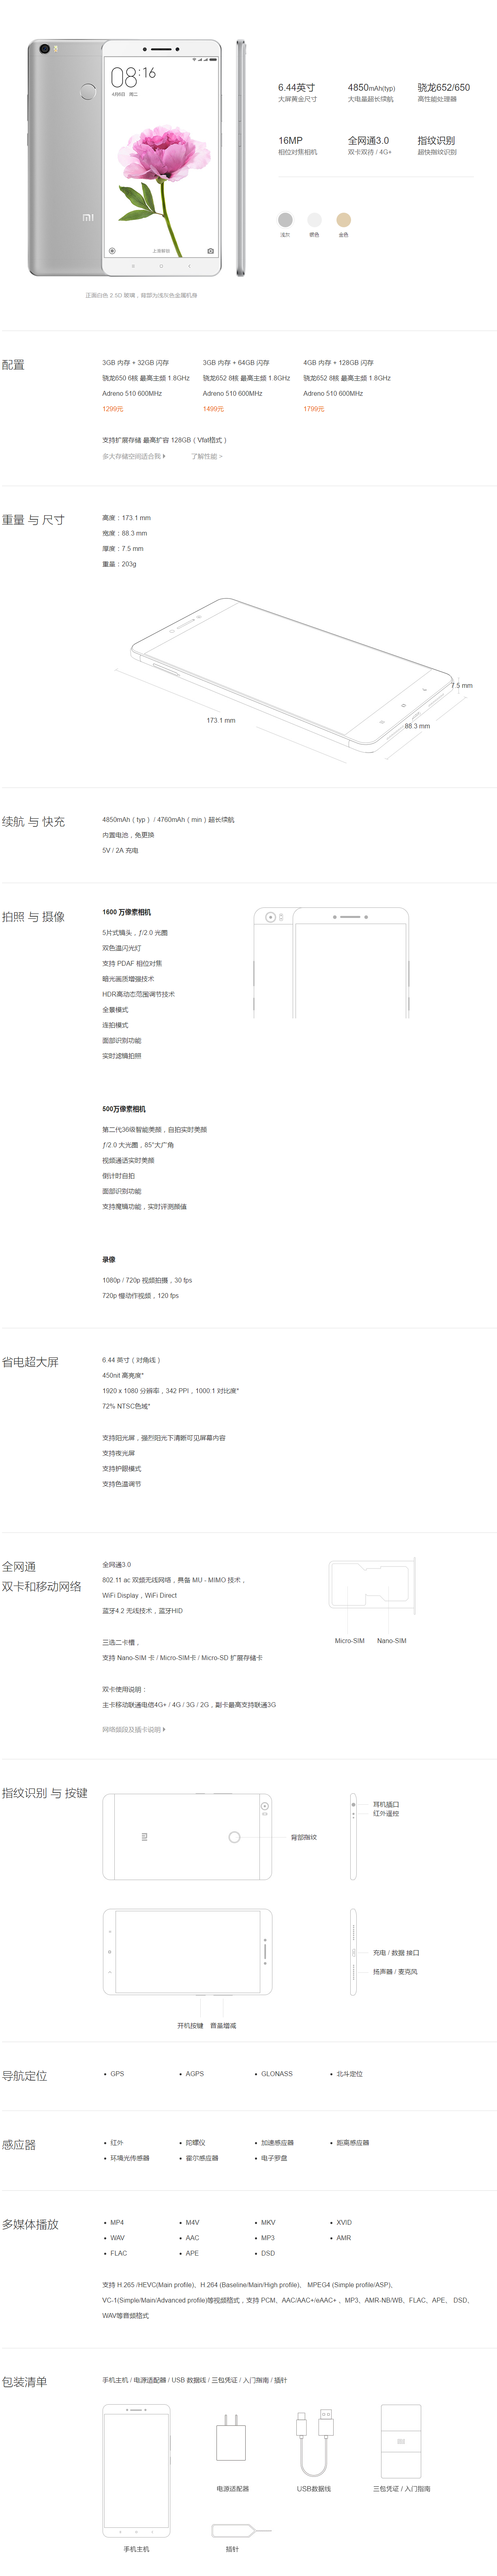 08:16
4月6日 周二
上滑解锁
6.44英寸
大屏黄金尺寸
4850mAh(typ)
大电量超长续航
骁龙652/650
高性能处理器
16MP
相位对焦相机
全网通3.0
双卡双待 / 4G+
指纹识别
超快指纹识别
浅灰
银色
金色
正面白色 2.5D 玻璃，背部为浅灰色金属机身
配置
3GB 内存 + 32GB 闪存
骁龙650 6核 最高主频 1.8GHz
Adreno 510 600MHz
1299元
3GB 内存 + 64GB 闪存
骁龙652 8核 最高主频 1.8GHz
Adreno 510 600MHz
1499元
4GB 内存 + 128GB 闪存
骁龙652 8核 最高主频 1.8GHz
Adreno 510 600MHz
1799元
支持扩展存储 最高扩容 128GB（Vfat格式）
多大存储空间适合我
了解性能 >
重量 与 尺寸
高度：173.1 mm
宽度：88.3 mm
厚度：7.5 mm
重量：203g
7.5 mm
173.1 mm
88.3 mm
续航 与 快充
4850mAh（typ） / 4760mAh（min）超长续航
内置电池，免更换
5V / 2A 充电
拍照 与 摄像
1600 万像素相机
5片式镜头，ƒ/2.0 光圈
双色温闪光灯
支持 PDAF 相位对焦
暗光画质增强技术
HDR高动态范围调节技术
全景模式
连拍模式
面部识别功能
实时滤镜拍照
500万像素相机
第二代36级智能美颜，自拍实时美颜
ƒ/2.0 大光圈，85°大广角
视频通话实时美颜
倒计时自拍
面部识别功能
支持魔镜功能，实时评测颜值
录像
1080p / 720p 视频拍摄，30 fps
720p 慢动作视频，120 fps
省电超大屏
6.44 英寸（对角线）
450nit 高亮度*
1920 x 1080 分辨率，342 PPI，1000:1 对比度*
72% NTSC色域*
支持阳光屏，强烈阳光下清晰可见屏幕内容
支持夜光屏
支持护眼模式
支持色温调节
全网通
双卡和移动网络
全网通3.0
802.11 ac 双频无线网络，具备 MU - MIMO 技术，
WiFi Display，WiFi Direct
蓝牙4.2 无线技术，蓝牙HID
三选二卡槽，
支持 Nano-SIM 卡 / Micro-SIM卡 / Micro-SD 扩展存储卡
双卡使用说明：
主卡移动联通电信4G+ / 4G / 3G / 2G，副卡最高支持联通3G
网络频段及插卡说明
Micro-SIM Nano-SIM
指纹识别 与 按键
背部指纹
耳机插口
红外遥控
充电 / 数据 接口
扬声器 / 麦克风
开机按键 音量增减
导航定位
• GPS • AGPS • GLONASS • 北斗定位
感应器
• 红外 • 陀螺仪 • 加速感应器 • 距离感应器
• 环境光传感器 • 霍尔感应器 • 电子罗盘
多媒体播放
• MP4 • M4V • MKV • XVID
• WAV • AAC • MP3 • AMR
• FLAC • APE • DSD
支持 H.265 /HEVC(Main profile)、H.264 (Baseline/Main/High profile)、 MPEG4 (Simple profile/ASP)、
VC-1(Simple/Main/Advanced profile)等视频格式，支持 PCM、AAC/AAC+/eAAC+ 、MP3、AMR-NB/WB、FLAC、APE、 DSD、
WAV等音频格式
包装清单
手机主机 / 电源适配器 / USB 数据线 / 三包凭证 / 入门指南 / 插针
电源适配器
USB数据线
三包凭证 / 入门指南
手机主机
插针